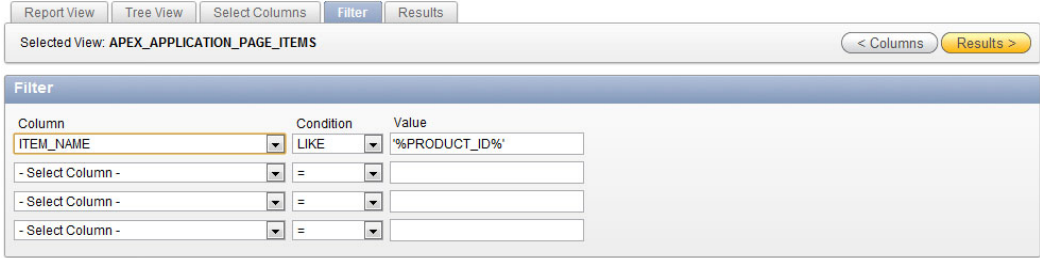 Report View Tree View Select Columns Filter Results
Selected View: APEX_APPLICATION_PAGE_ITEMS < Columns Results >
Filter
Column Condition Value
ITEM_NAME LIKE '%PRODUCT_ID%'
- Select Column - =
- Select Column - =
- Select Column - =